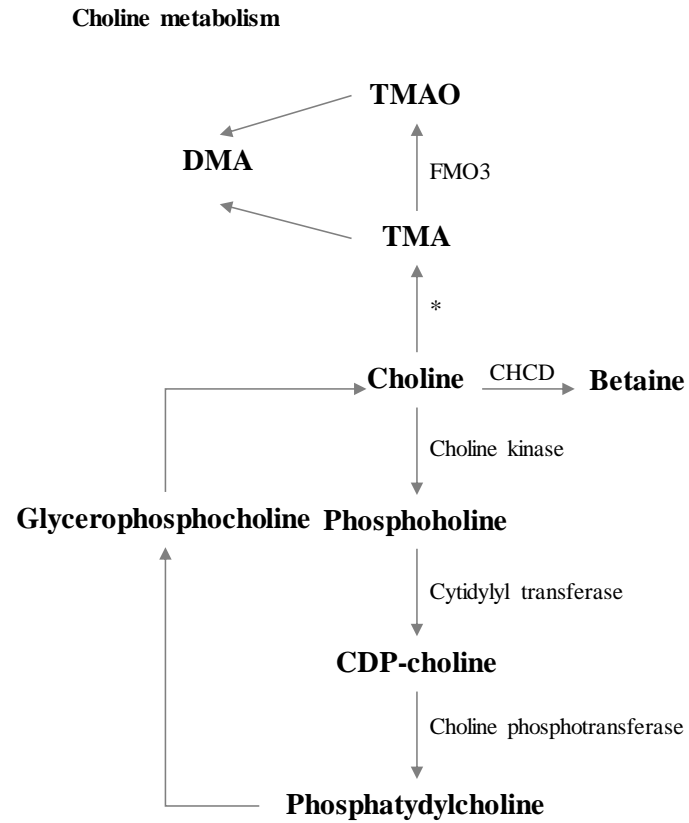 Choline metabolism
TMAO
DMA
FMO3
TMA
*
Choline CHCD Betaine
Choline kinase
Glycerophosphocholine Phosphoholine
Cytidylyl transferase
CDP-choline
Choline phosphotransferase
Phosphatydylcholine